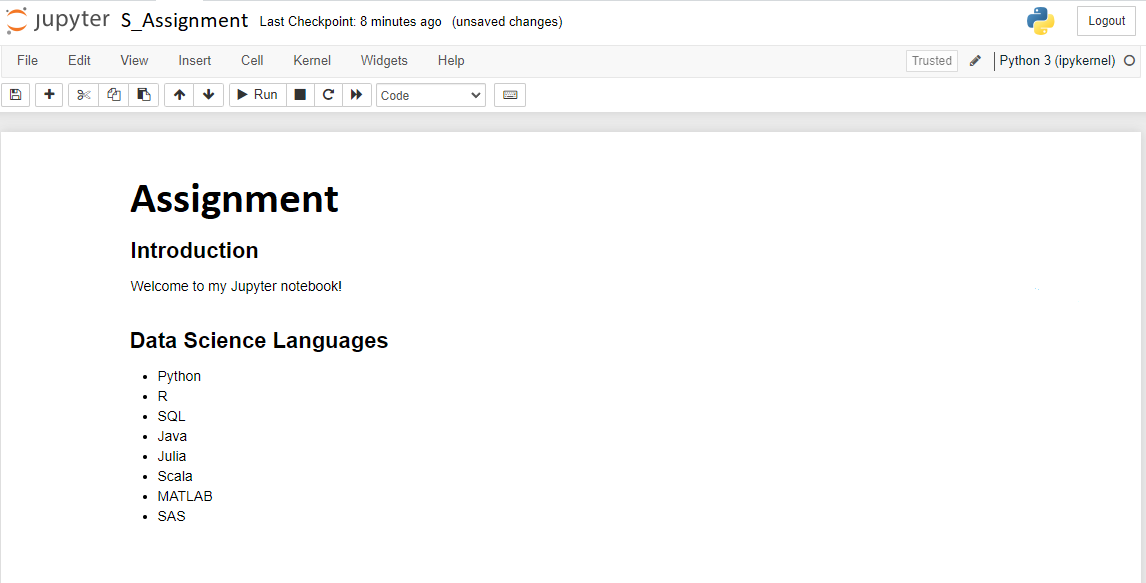 jupyter S_Assignment Last Checkpoint: 8 minutes ago (unsaved changes) Logout
File Edit View Insert Cell Kernel Widgets Help Trusted Python 3 (ipykernel)
Run Code
Assignment
Introduction
Welcome to my Jupyter notebook!
Data Science Languages
• Python
• R
• SQL
• Java
• Julia
• Scala
• MATLAB
• SAS